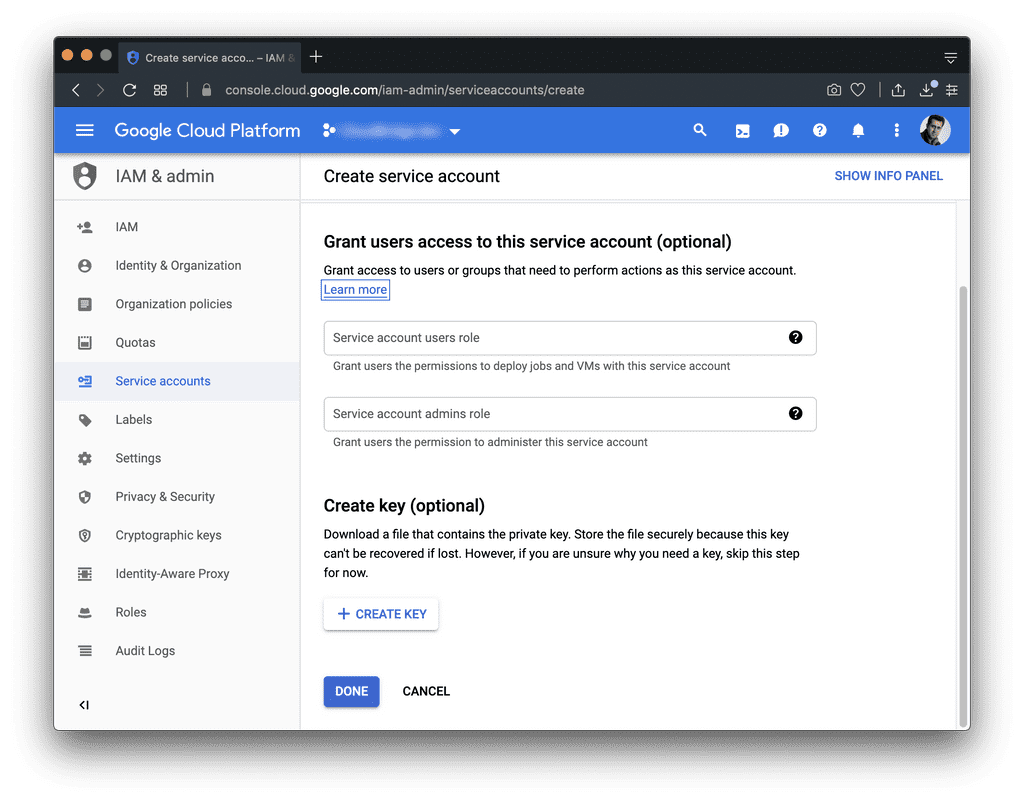 Create service acco... – IAM &
console.cloud.google.com/iam-admin/serviceaccounts/create
Google Cloud Platform
IAM & admin
Create service account
SHOW INFO PANEL
IAM
Identity & Organization
Organization policies
Quotas
Service accounts
Labels
Settings
Privacy & Security
Cryptographic keys
Identity-Aware Proxy
Roles
Audit Logs
Grant users access to this service account (optional)
Grant access to users or groups that need to perform actions as this service account.
Learn more
Service account users role
Grant users the permissions to deploy jobs and VMs with this service account
Service account admins role
Grant users the permission to administer this service account
Create key (optional)
Download a file that contains the private key. Store the file securely because this key
can't be recovered if lost. However, if you are unsure why you need a key, skip this step
for now.
+ CREATE KEY
DONE
CANCEL